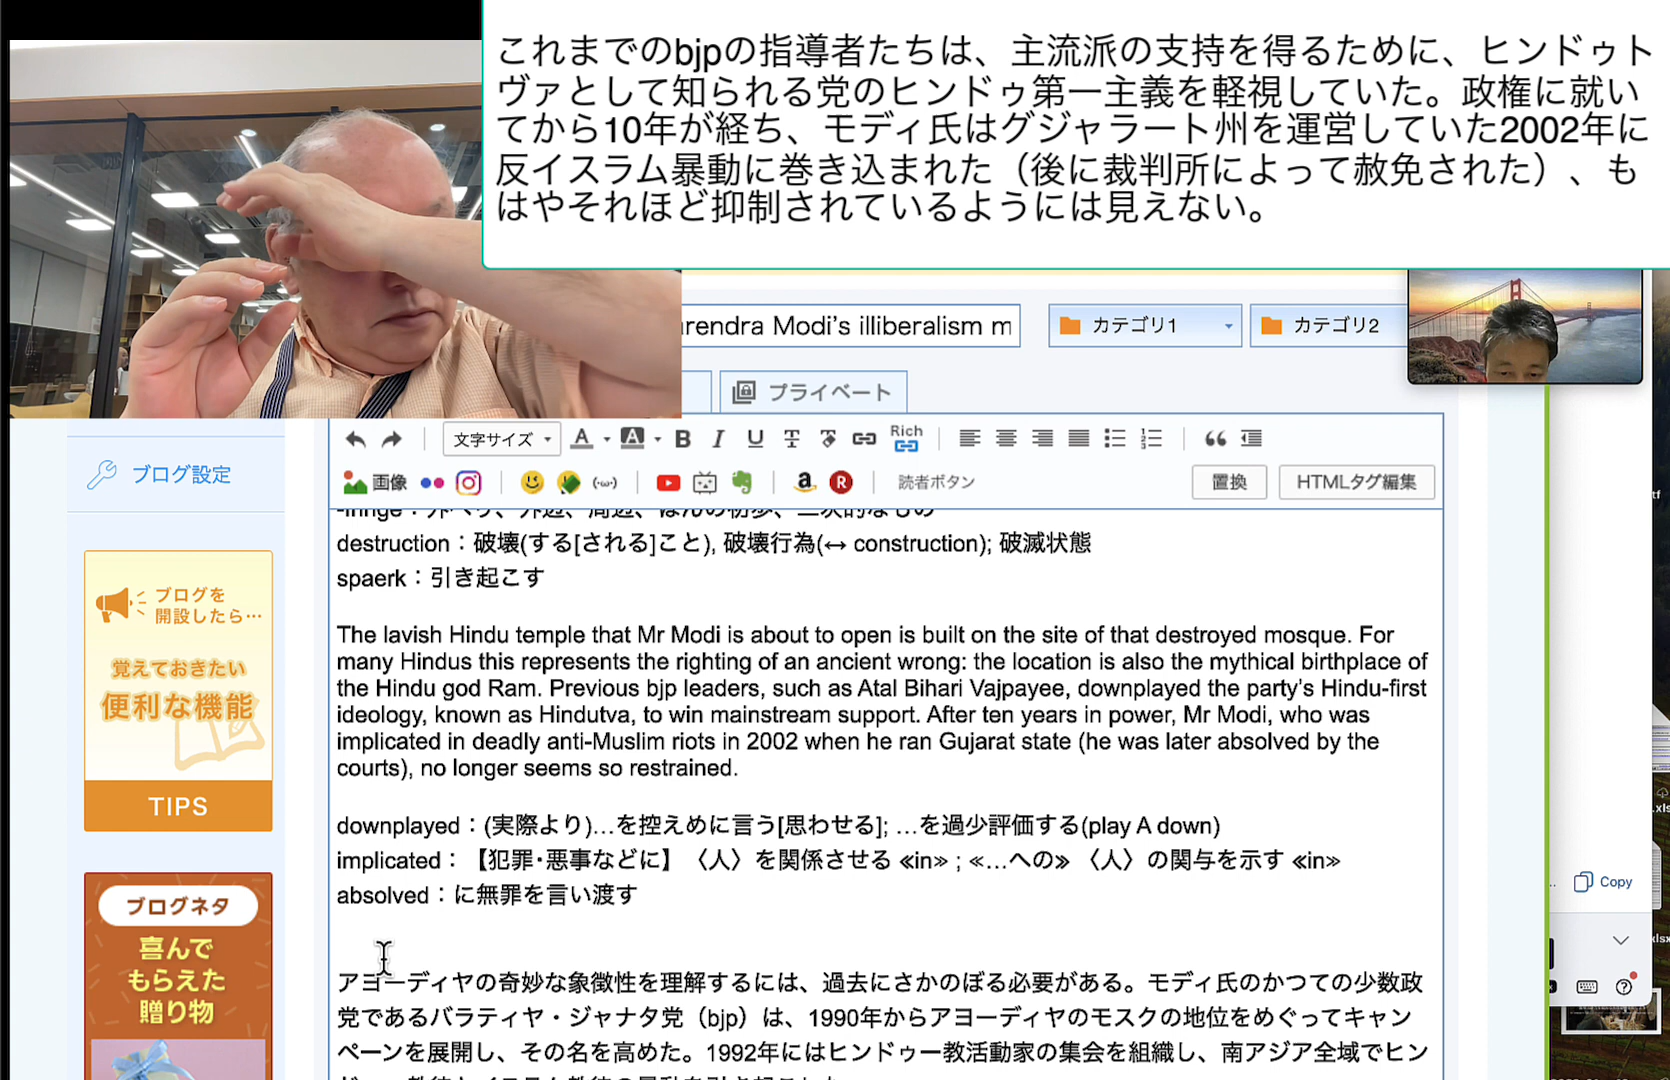 これまでのbjpの指導者たちは、主流派の支持を得るために、ヒンドゥト
ヴァとして知られる党のヒンドゥ第一主義を軽視していた。政権に就い
てから10年が経ち、モディ氏はグジャラート州を運営していた2002年に
反イスラム暴動に巻き込まれた（後に裁判所によって赦免された）、も
はやそれほど抑制されているようには見えない。
rendra Modi’s illiberalism m
カテゴリ1
カテゴリ2
プライベート
文字サイズ
A
A
B
I
U
T
Rich
画像
読者ボタン
置換
HTMLタグ編集
ブログ設定
ブログを
開設したら…
覚えておきたい
便利な機能
TIPS
ブログネタ
喜んで
もらえた
贈り物
destruction：破壊(する[される]こと), 破壊行為(↔ construction); 破滅状態
spaerk：引き起こす
The lavish Hindu temple that Mr Modi is about to open is built on the site of that destroyed mosque. For
many Hindus this represents the righting of an ancient wrong: the location is also the mythical birthplace of
the Hindu god Ram. Previous bjp leaders, such as Atal Bihari Vajpayee, downplayed the party’s Hindu-first
ideology, known as Hindutva, to win mainstream support. After ten years in power, Mr Modi, who was
implicated in deadly anti-Muslim riots in 2002 when he ran Gujarat state (he was later absolved by the
courts), no longer seems so restrained.
downplayed：(実際より)…を控えめに言う[思わせる]; …を過少評価する(play A down)
implicated：【犯罪･悪事などに】〈人〉を関係させる ≪in≫ ; ≪…への≫ 〈人〉の関与を示す ≪in≫
absolved：に無罪を言い渡す
アヨーディヤの奇妙な象徴性を理解するには、過去にさかのぼる必要がある。モディ氏のかつての少数政
党であるバラティヤ・ジャナタ党（bjp）は、1990年からアヨーディヤのモスクの地位をめぐってキャン
ペーンを展開し、その名を高めた。1992年にはヒンドゥー教活動家の集会を組織し、南アジア全域でヒン
Copy